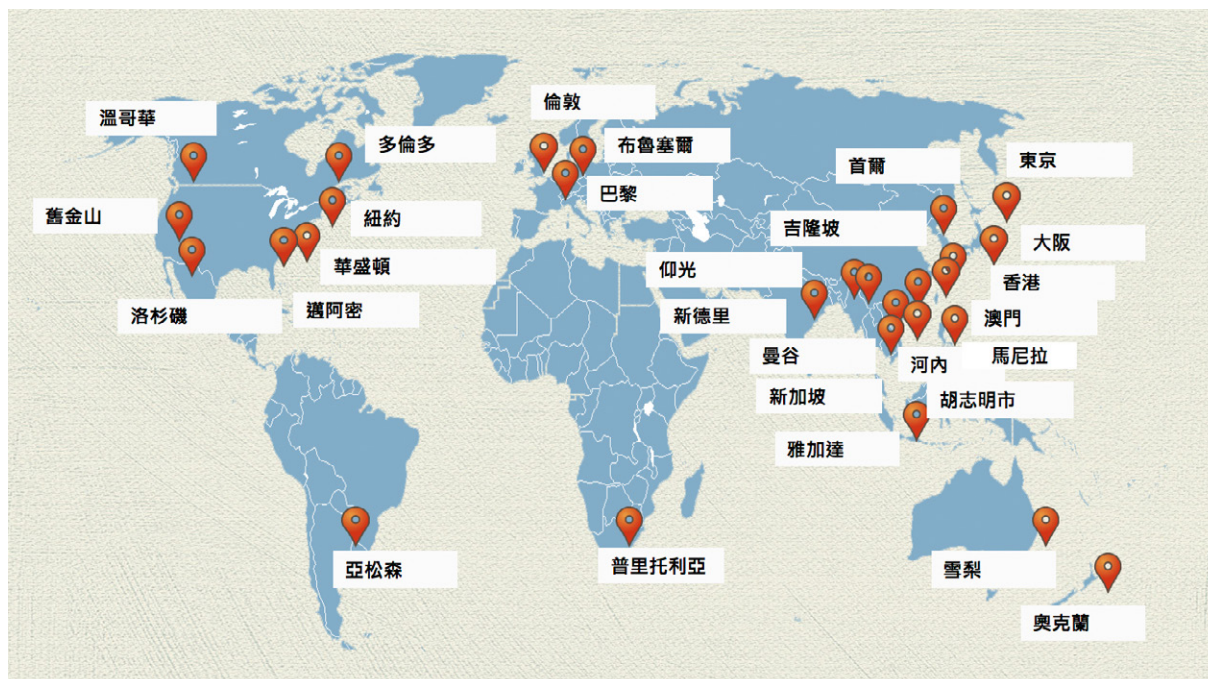 溫哥華
多倫多
倫敦
布魯塞爾
首爾
東京
舊金山
紐約
巴黎
吉隆坡
大阪
華盛頓
仰光
香港
洛杉磯
邁阿密
新德里
澳門
曼谷
河內
馬尼拉
新加坡
胡志明市
雅加達
亞松森
普里托利亞
雪梨
奧克蘭